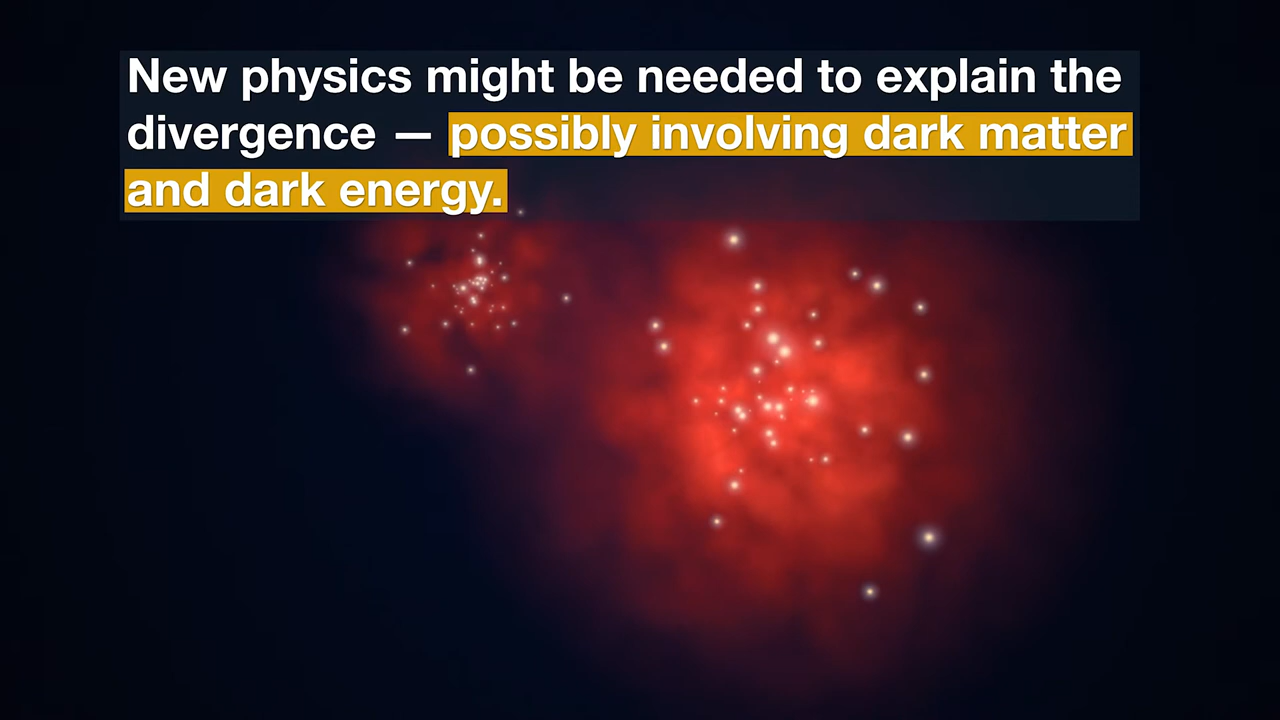 New physics might be needed to explain the
divergence — possibly involving dark matter
and dark energy.